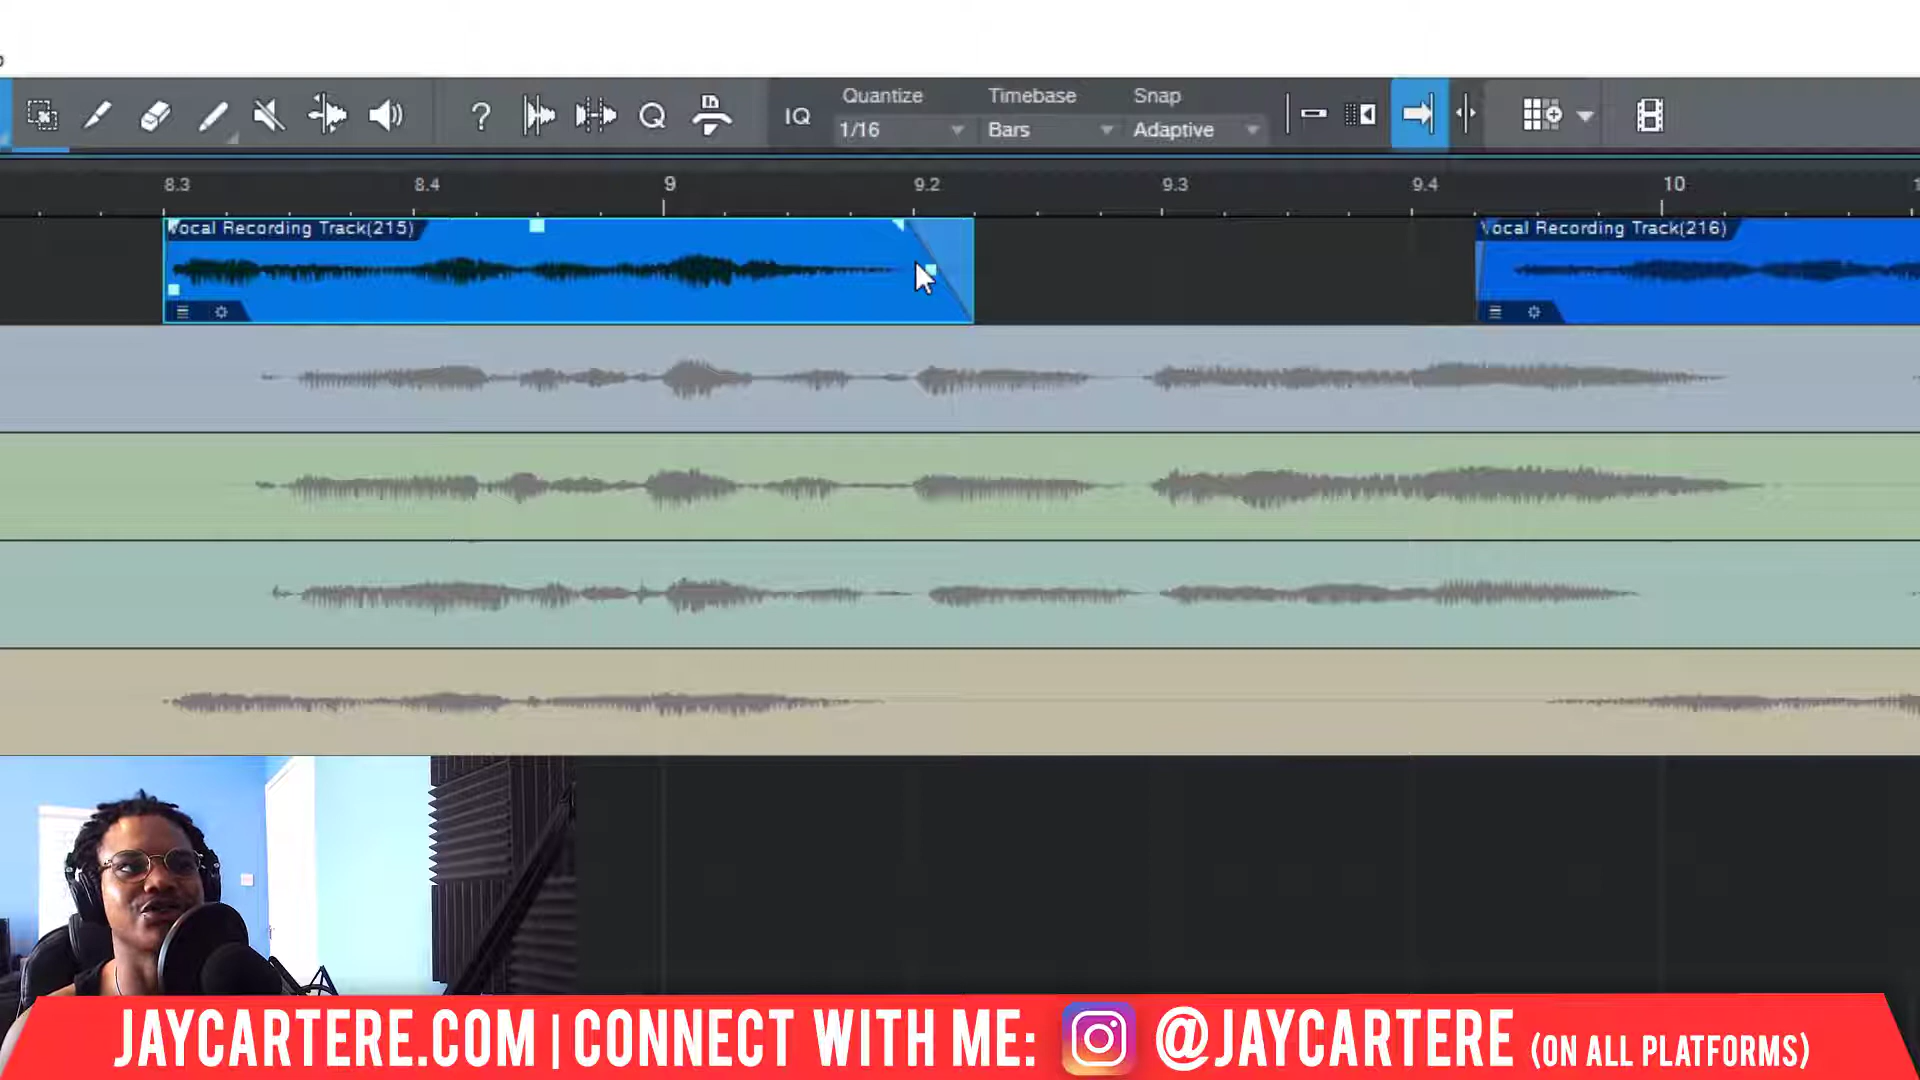 Quantize Timebase Snap
IQ 1/16 Bars Adaptive
8.3 8.4 9 9.2 9.3 9.4 10
Vocal Recording Track(215) Vocal Recording Track(216)
JAYCARTERE.COM | CONNECT WITH ME: @JAYCARTERE (ON ALL PLATFORMS)